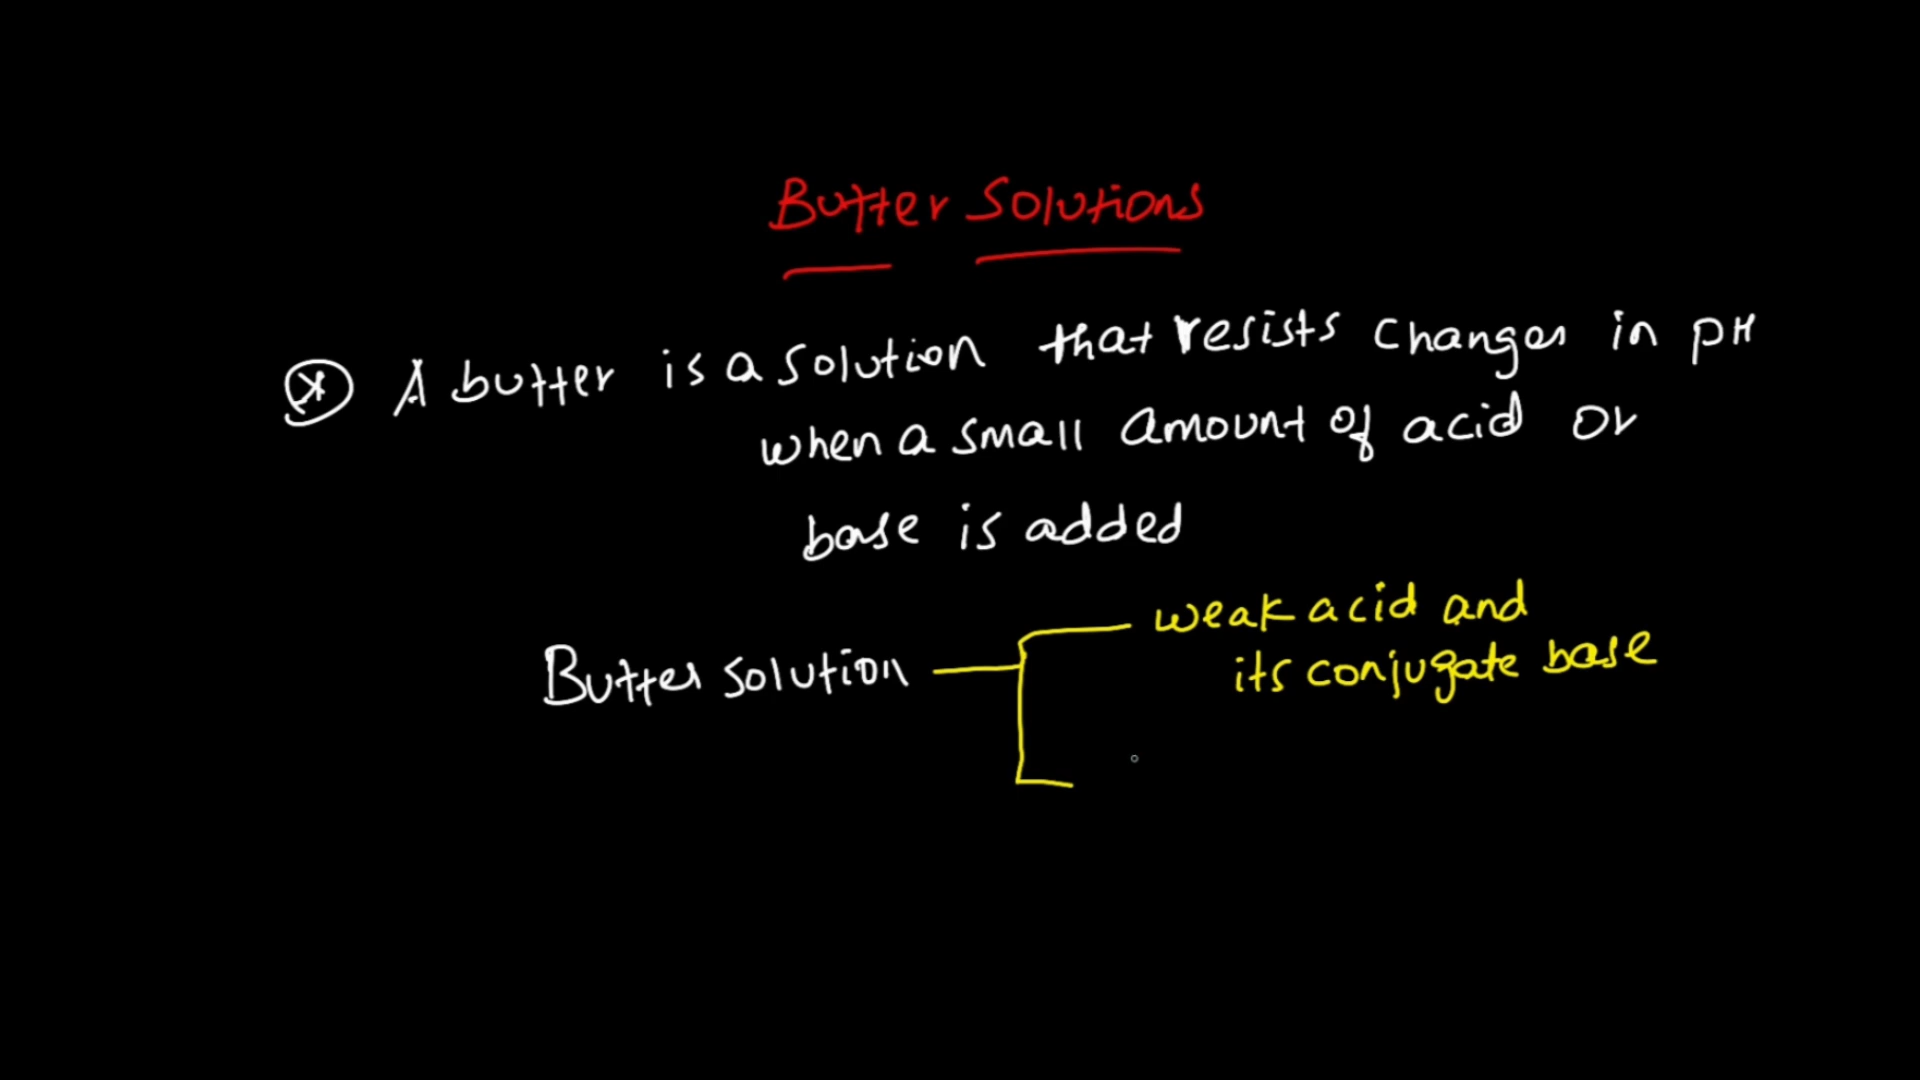 Buffer Solutions
A buffer is a solution that resists changes in pH
when a small amount of acid or
base is added
weak acid and
Buffer solution
its conjugate base